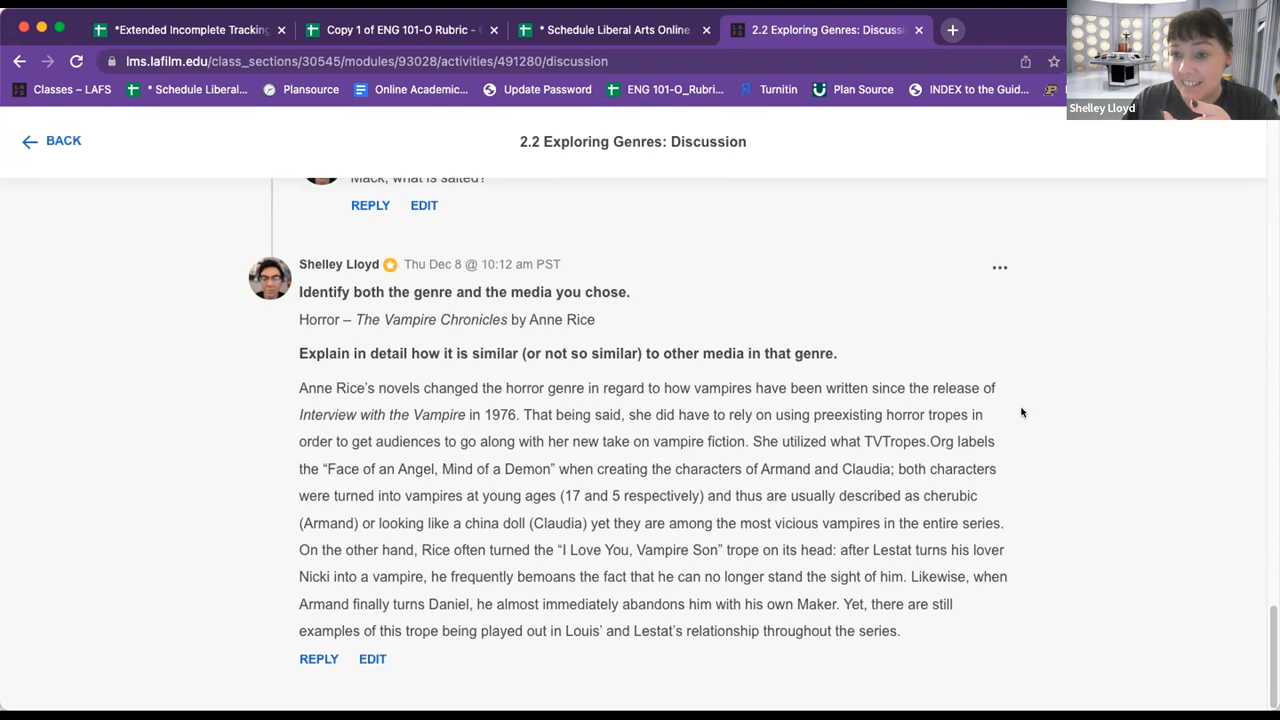 *Extended Incomplete Tracking
Copy 1 of ENG 101-O Rubric -
* Schedule Liberal Arts Online
2.2 Exploring Genres: Discussi
lms.lafilm.edu/class_sections/30545/modules/93028/activities/491280/discussion
Classes – LAFS
* Schedule Liberal...
Plansource
Online Academic...
Update Password
ENG 101-O_Rubri...
Turnitin
Plan Source
INDEX to the Guid...
Shelley Lloyd
BACK
2.2 Exploring Genres: Discussion
Mack, what is salted?
REPLY EDIT
Shelley Lloyd Thu Dec 8 @ 10:12 am PST
Identify both the genre and the media you chose.
Horror – The Vampire Chronicles by Anne Rice
Explain in detail how it is similar (or not so similar) to other media in that genre.
Anne Rice’s novels changed the horror genre in regard to how vampires have been written since the release of
Interview with the Vampire in 1976. That being said, she did have to rely on using preexisting horror tropes in
order to get audiences to go along with her new take on vampire fiction. She utilized what TVTropes.Org labels
the “Face of an Angel, Mind of a Demon” when creating the characters of Armand and Claudia; both characters
were turned into vampires at young ages (17 and 5 respectively) and thus are usually described as cherubic
(Armand) or looking like a china doll (Claudia) yet they are among the most vicious vampires in the entire series.
On the other hand, Rice often turned the “I Love You, Vampire Son” trope on its head: after Lestat turns his lover
Nicki into a vampire, he frequently bemoans the fact that he can no longer stand the sight of him. Likewise, when
Armand finally turns Daniel, he almost immediately abandons him with his own Maker. Yet, there are still
examples of this trope being played out in Louis’ and Lestat’s relationship throughout the series.
REPLY EDIT